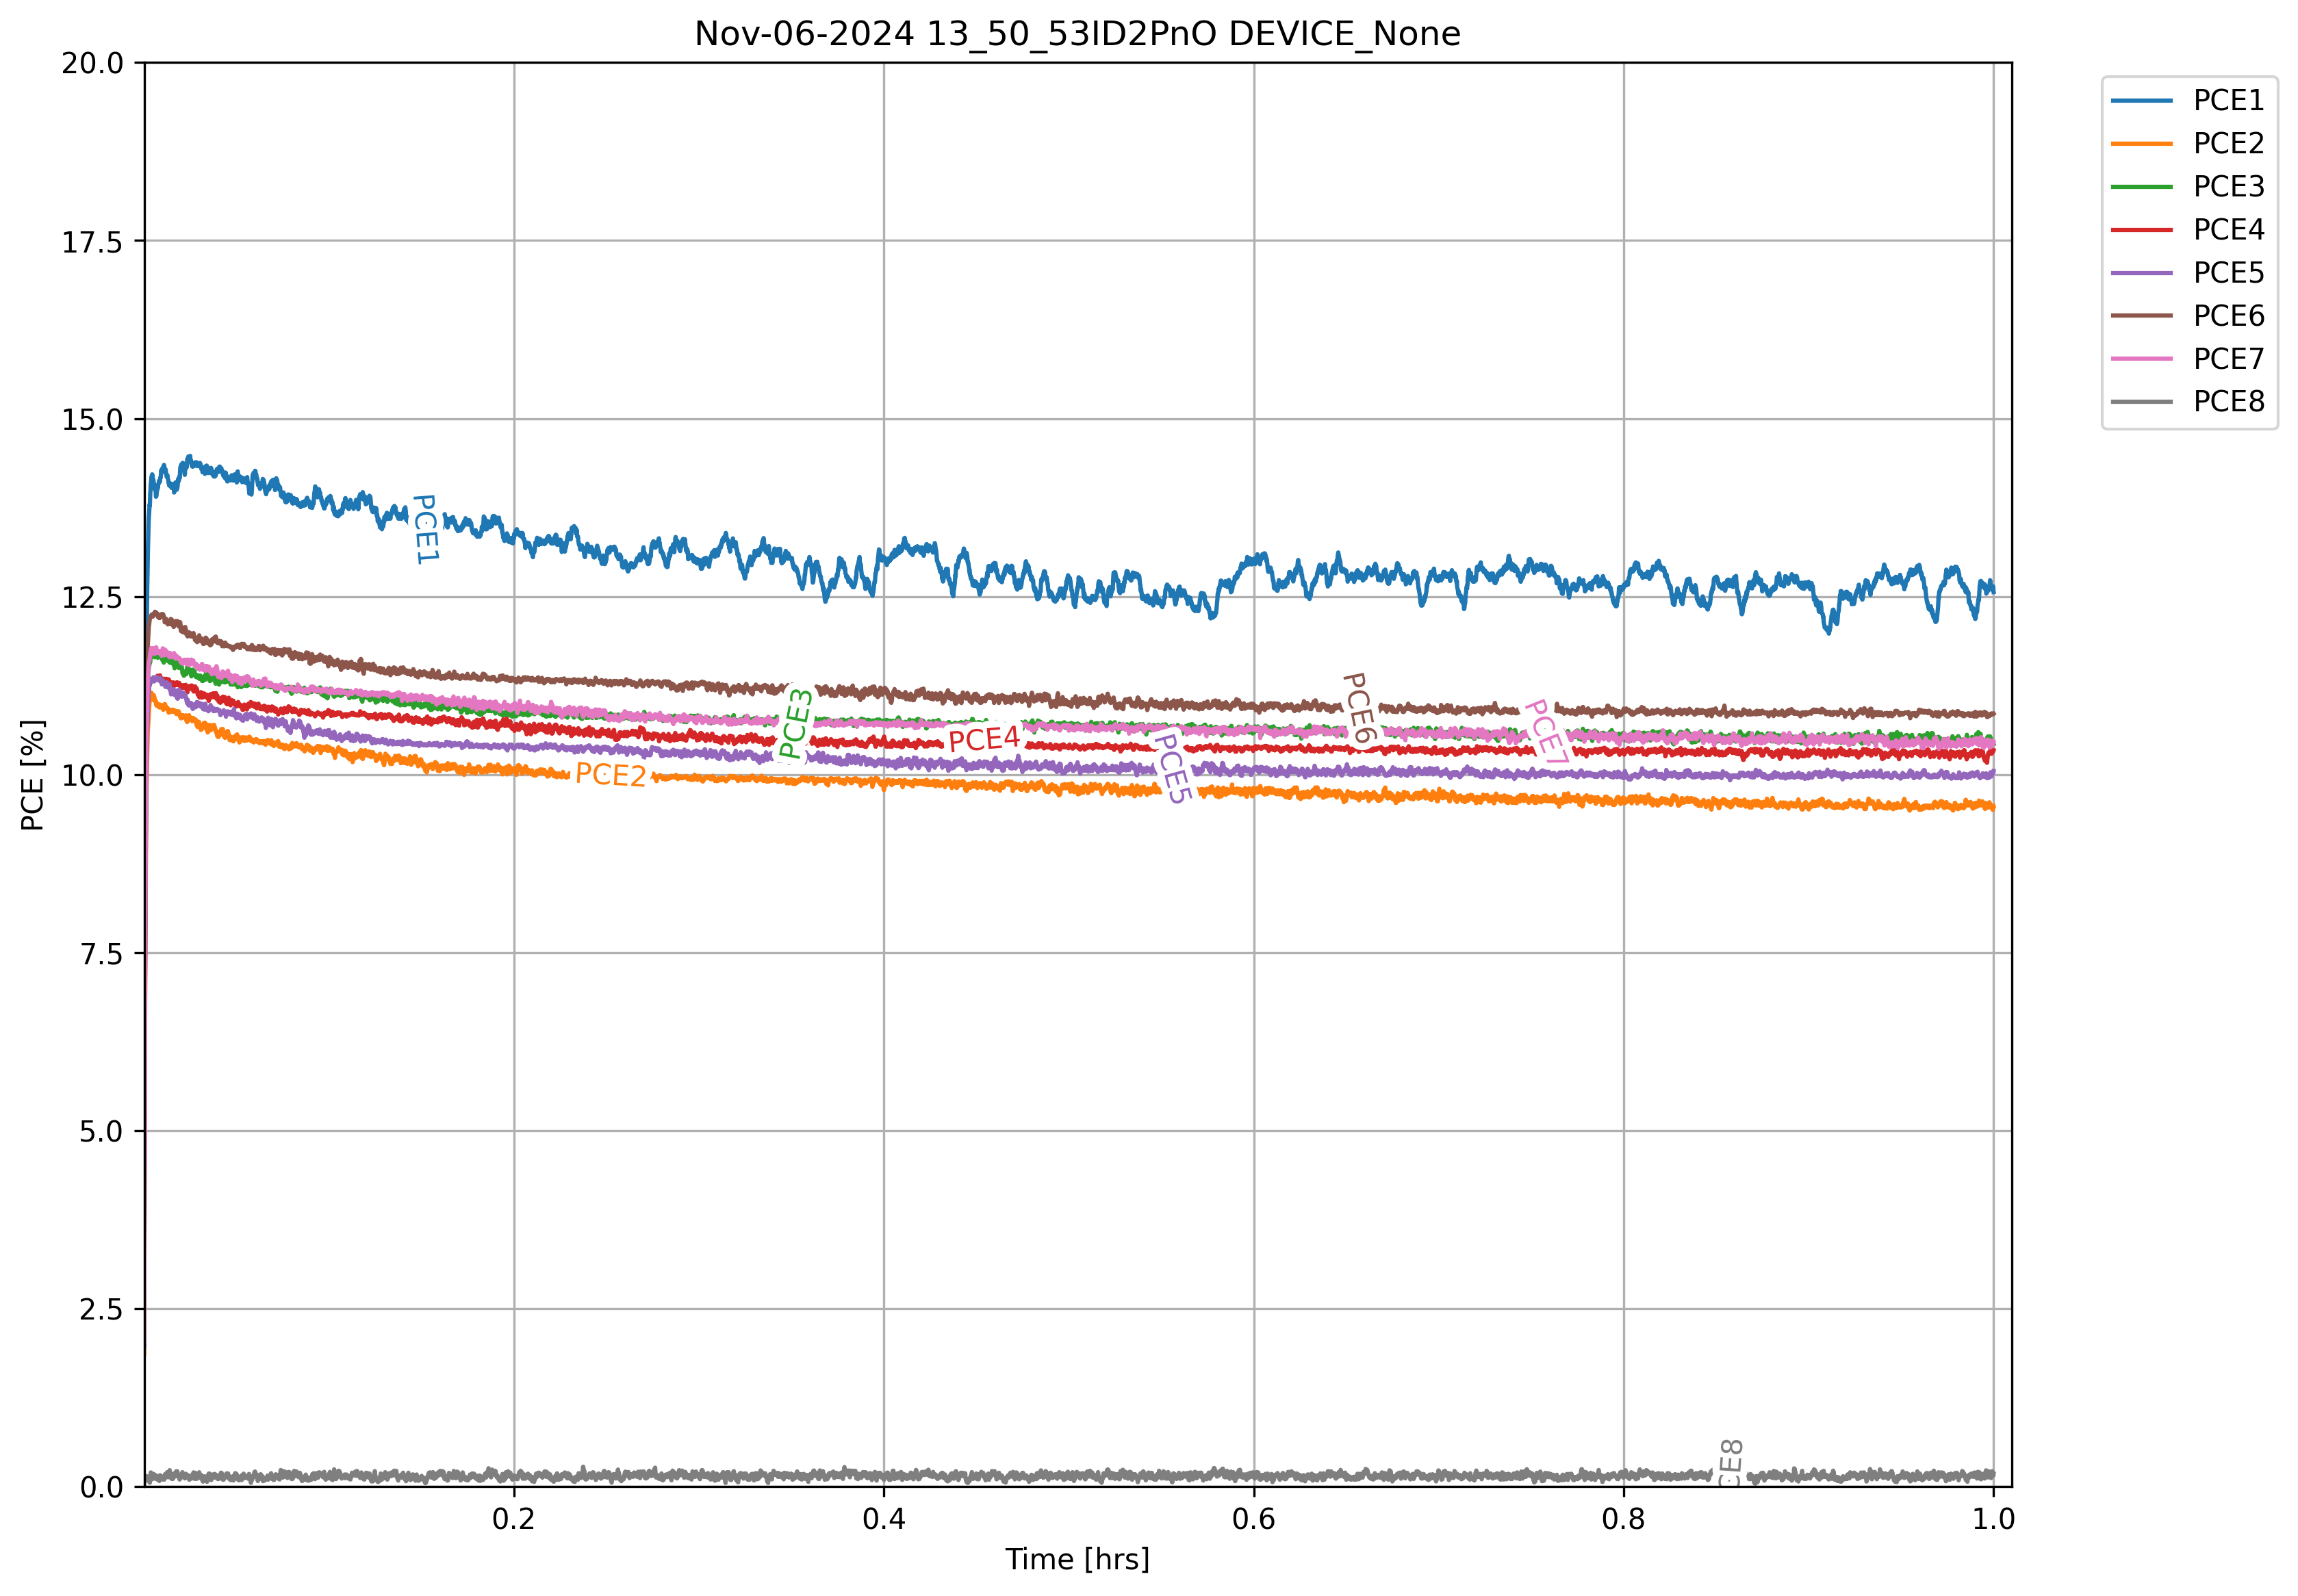 Nov-06-2024 13_50_53ID2PnO DEVICE_None
20.0
17.5
15.0
12.5
10.0
7.5
5.0
2.5
0.0
PCE [%]
0.2
0.4
0.6
0.8
1.0
Time [hrs]
PCE1
PCE2
PCE3
PCE4
PCE5
PCE6
PCE7
PCE8
PCE1
PCE2
PCE3
PCE4
PCE5
PCE6
PCE7